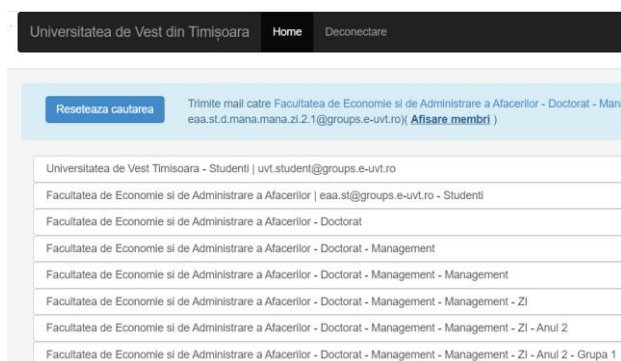 Universitatea de Vest din Timișoara Home Deconectare
Reseteaza cautarea
Trimite mail catre Facultatea de Economie si de Administrare a Afacerilor - Doctorat - Man
eaa.st.d.mana.mana.zi.2.1@groups.e-uvt.ro)( Afisare membri )
Universitatea de Vest Timisoara - Studenti | uvt.student@groups.e-uvt.ro
Facultatea de Economie si de Administrare a Afacerilor | eaa.st@groups.e-uvt.ro - Studenti
Facultatea de Economie si de Administrare a Afacerilor - Doctorat
Facultatea de Economie si de Administrare a Afacerilor - Doctorat - Management
Facultatea de Economie si de Administrare a Afacerilor - Doctorat - Management - Management
Facultatea de Economie si de Administrare a Afacerilor - Doctorat - Management - Management - ZI
Facultatea de Economie si de Administrare a Afacerilor - Doctorat - Management - Management - ZI - Anul 2
Facultatea de Economie si de Administrare a Afacerilor - Doctorat - Management - Management - ZI - Anul 2 - Grupa 1